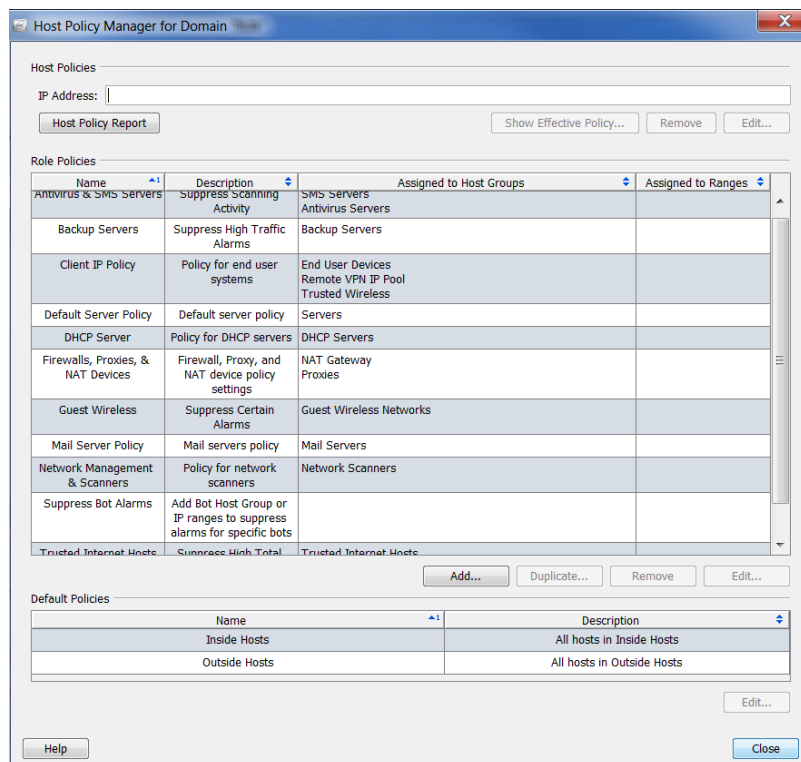 Host Policy Manager for Domain
Host Policies
IP Address:
Host Policy Report
Show Effective Policy...
Remove
Edit...
Role Policies
Name 1 Description Assigned to Host Groups Assigned to Ranges
Antivirus & SMS Servers Suppress Scanning SMS Servers
Activity Antivirus Servers
Backup Servers Suppress High Traffic Backup Servers
Alarms
Client IP Policy Policy for end user End User Devices
systems Remote VPN IP Pool
Trusted Wireless
Default Server Policy Default server policy Servers
DHCP Server Policy for DHCP servers DHCP Servers
Firewalls, Proxies, & Firewall, Proxy, and NAT Gateway
NAT Devices NAT device policy Proxies
settings
Guest Wireless Suppress Certain Guest Wireless Networks
Alarms
Mail Server Policy Mail servers policy Mail Servers
Network Management Policy for network Network Scanners
& Scanners scanners
Suppress Bot Alarms Add Bot Host Group or
IP ranges to suppress
alarms for specific bots
Trusted Internet Hosts Suppress High Total Trusted Internet Hosts
Add... Duplicate... Remove Edit...
Default Policies
Name 1 Description
Inside Hosts All hosts in Inside Hosts
Outside Hosts All hosts in Outside Hosts
Edit...
Help Close